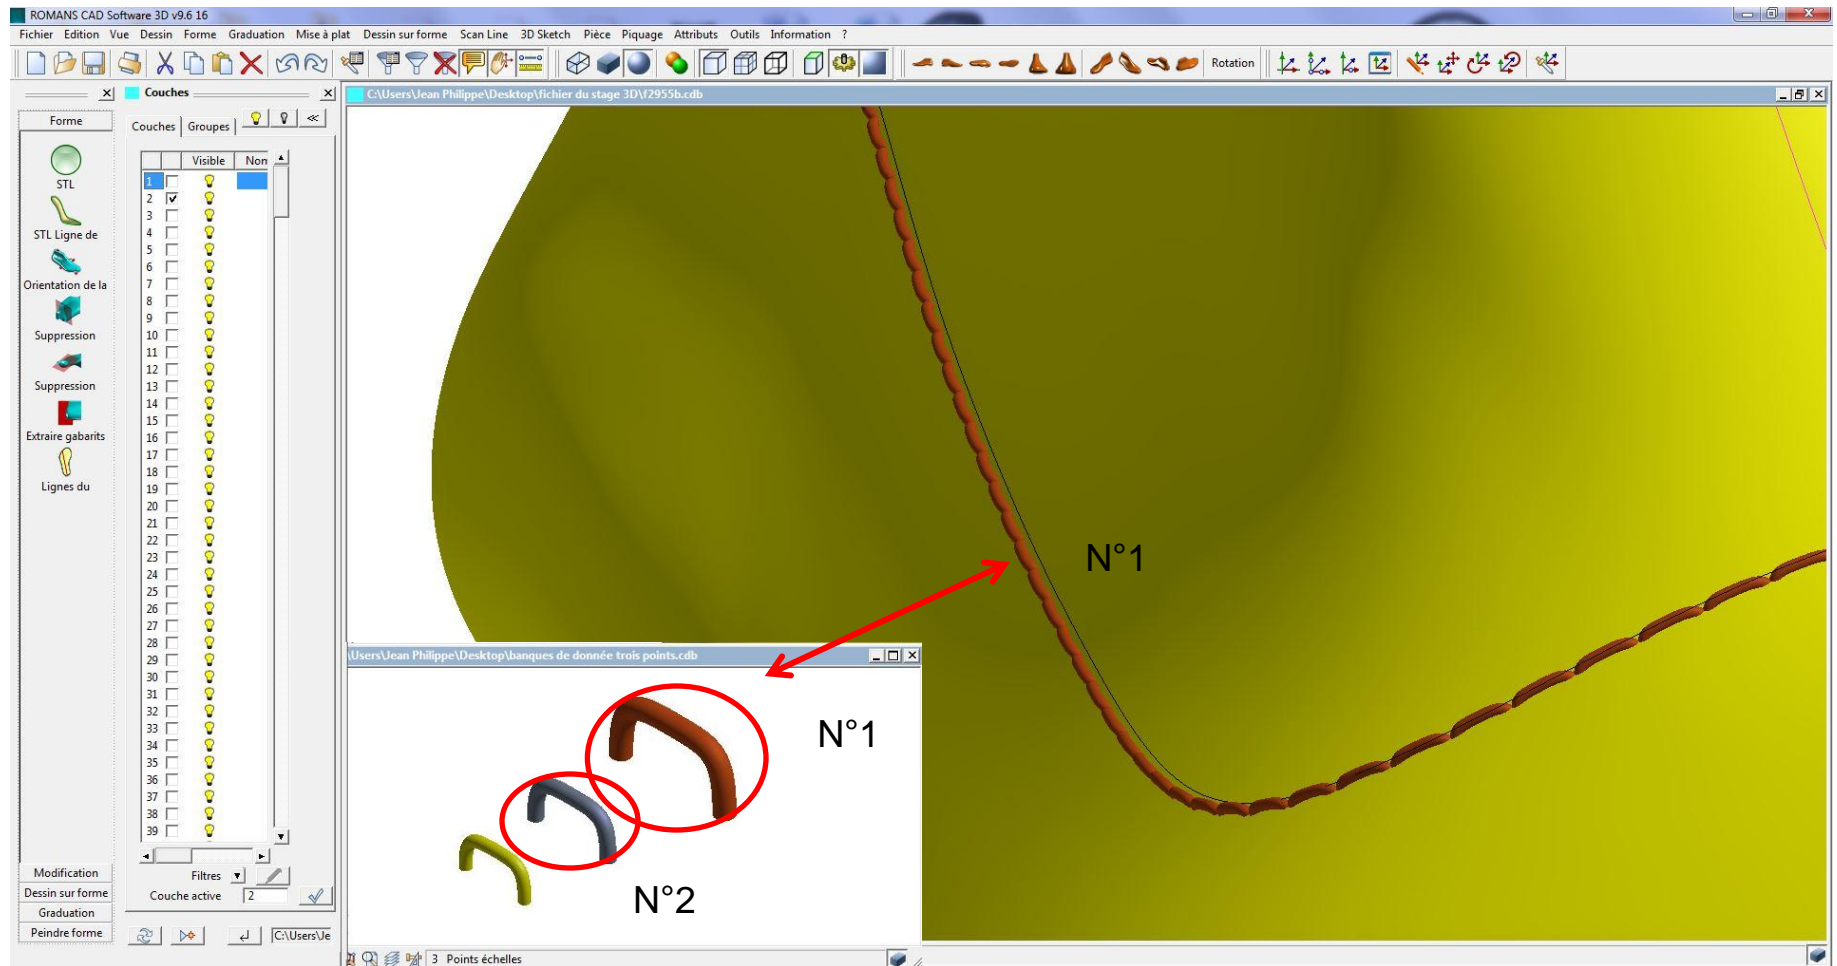 ROMANS CAD Software 3D v9.6 16
Fichier Edition Vue Dessin Forme Graduation Mise à plat Dessin sur forme Scan Line 3D Sketch Pièce Piquage Attributs Outils Information ?
Rotation
Couches
C:\Users\Jean Philippe\Desktop\fichier du stage 3D\f2955b.cdb
Forme
Couches Groupes
Visible Non
STL
STL Ligne de
Orientation de la
Suppression
Suppression
Extraire gabarits
Lignes du
1
2
3
4
5
6
7
8
9
10
11
12
13
14
15
16
17
18
19
20
21
22
23
24
25
26
27
28
29
30
31
32
33
34
35
36
37
38
39
N°1
\Users\Jean Philippe\Desktop\banques de donnée trois points.cdb
N°1
N°2
Modification
Dessin sur forme
Graduation
Peindre forme
Filtres
Couche active 2
C:\Users\Je
3 Points échelles